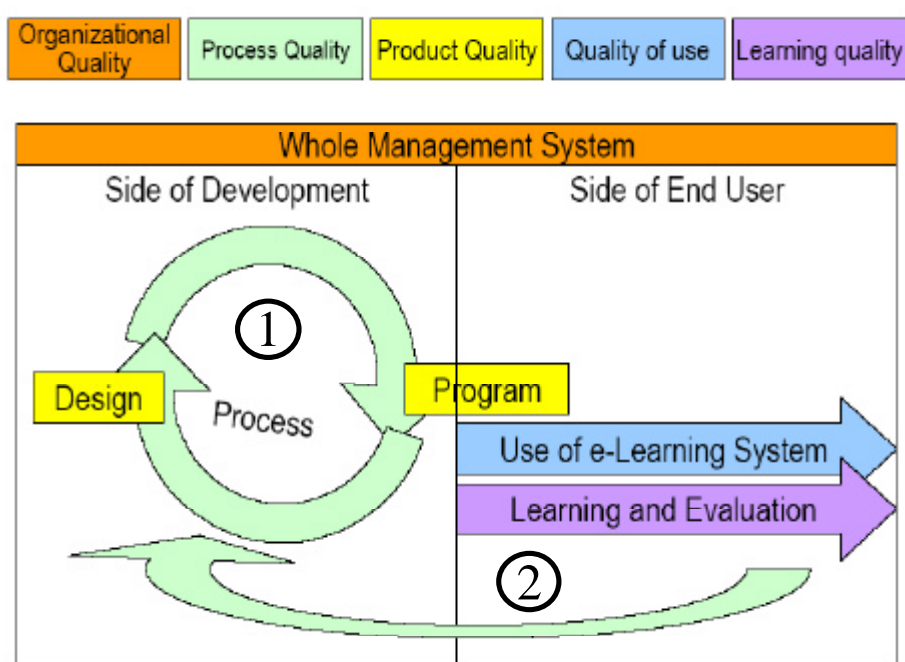 Organizational
Quality
Process Quality
Product Quality
Quality of use
Learning quality
Whole Management System
Side of Development
Side of End User
①
Design
Process
Program
Use of e-Learning System
Learning and Evaluation
②